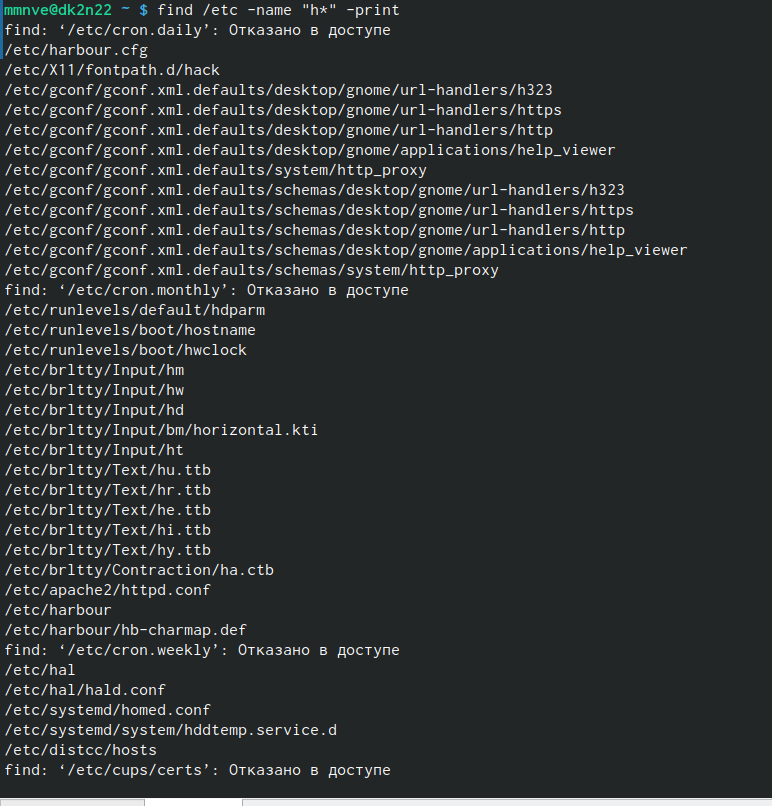 mmnve@dk2n22 ~ $ find /etc -name "h*" -print
find: ‘/etc/cron.daily’: Отказано в доступе
/etc/harbour.cfg
/etc/X11/fontpath.d/hack
/etc/gconf/gconf.xml.defaults/desktop/gnome/url-handlers/h323
/etc/gconf/gconf.xml.defaults/desktop/gnome/url-handlers/https
/etc/gconf/gconf.xml.defaults/desktop/gnome/url-handlers/http
/etc/gconf/gconf.xml.defaults/desktop/gnome/applications/help_viewer
/etc/gconf/gconf.xml.defaults/system/http_proxy
/etc/gconf/gconf.xml.defaults/schemas/desktop/gnome/url-handlers/h323
/etc/gconf/gconf.xml.defaults/schemas/desktop/gnome/url-handlers/https
/etc/gconf/gconf.xml.defaults/schemas/desktop/gnome/url-handlers/http
/etc/gconf/gconf.xml.defaults/schemas/desktop/gnome/applications/help_viewer
/etc/gconf/gconf.xml.defaults/schemas/system/http_proxy
find: ‘/etc/cron.monthly’: Отказано в доступе
/etc/runlevels/default/hdparm
/etc/runlevels/boot/hostname
/etc/runlevels/boot/hwclock
/etc/brltty/Input/hm
/etc/brltty/Input/hw
/etc/brltty/Input/hd
/etc/brltty/Input/bm/horizontal.kti
/etc/brltty/Input/ht
/etc/brltty/Text/hu.ttb
/etc/brltty/Text/hr.ttb
/etc/brltty/Text/he.ttb
/etc/brltty/Text/hi.ttb
/etc/brltty/Text/hy.ttb
/etc/brltty/Contraction/ha.ctb
/etc/apache2/httpd.conf
/etc/harbour
/etc/harbour/hb-charmap.def
find: ‘/etc/cron.weekly’: Отказано в доступе
/etc/hal
/etc/hal/hald.conf
/etc/systemd/homed.conf
/etc/systemd/system/hddtemp.service.d
/etc/distcc/hosts
find: ‘/etc/cups/certs’: Отказано в доступе